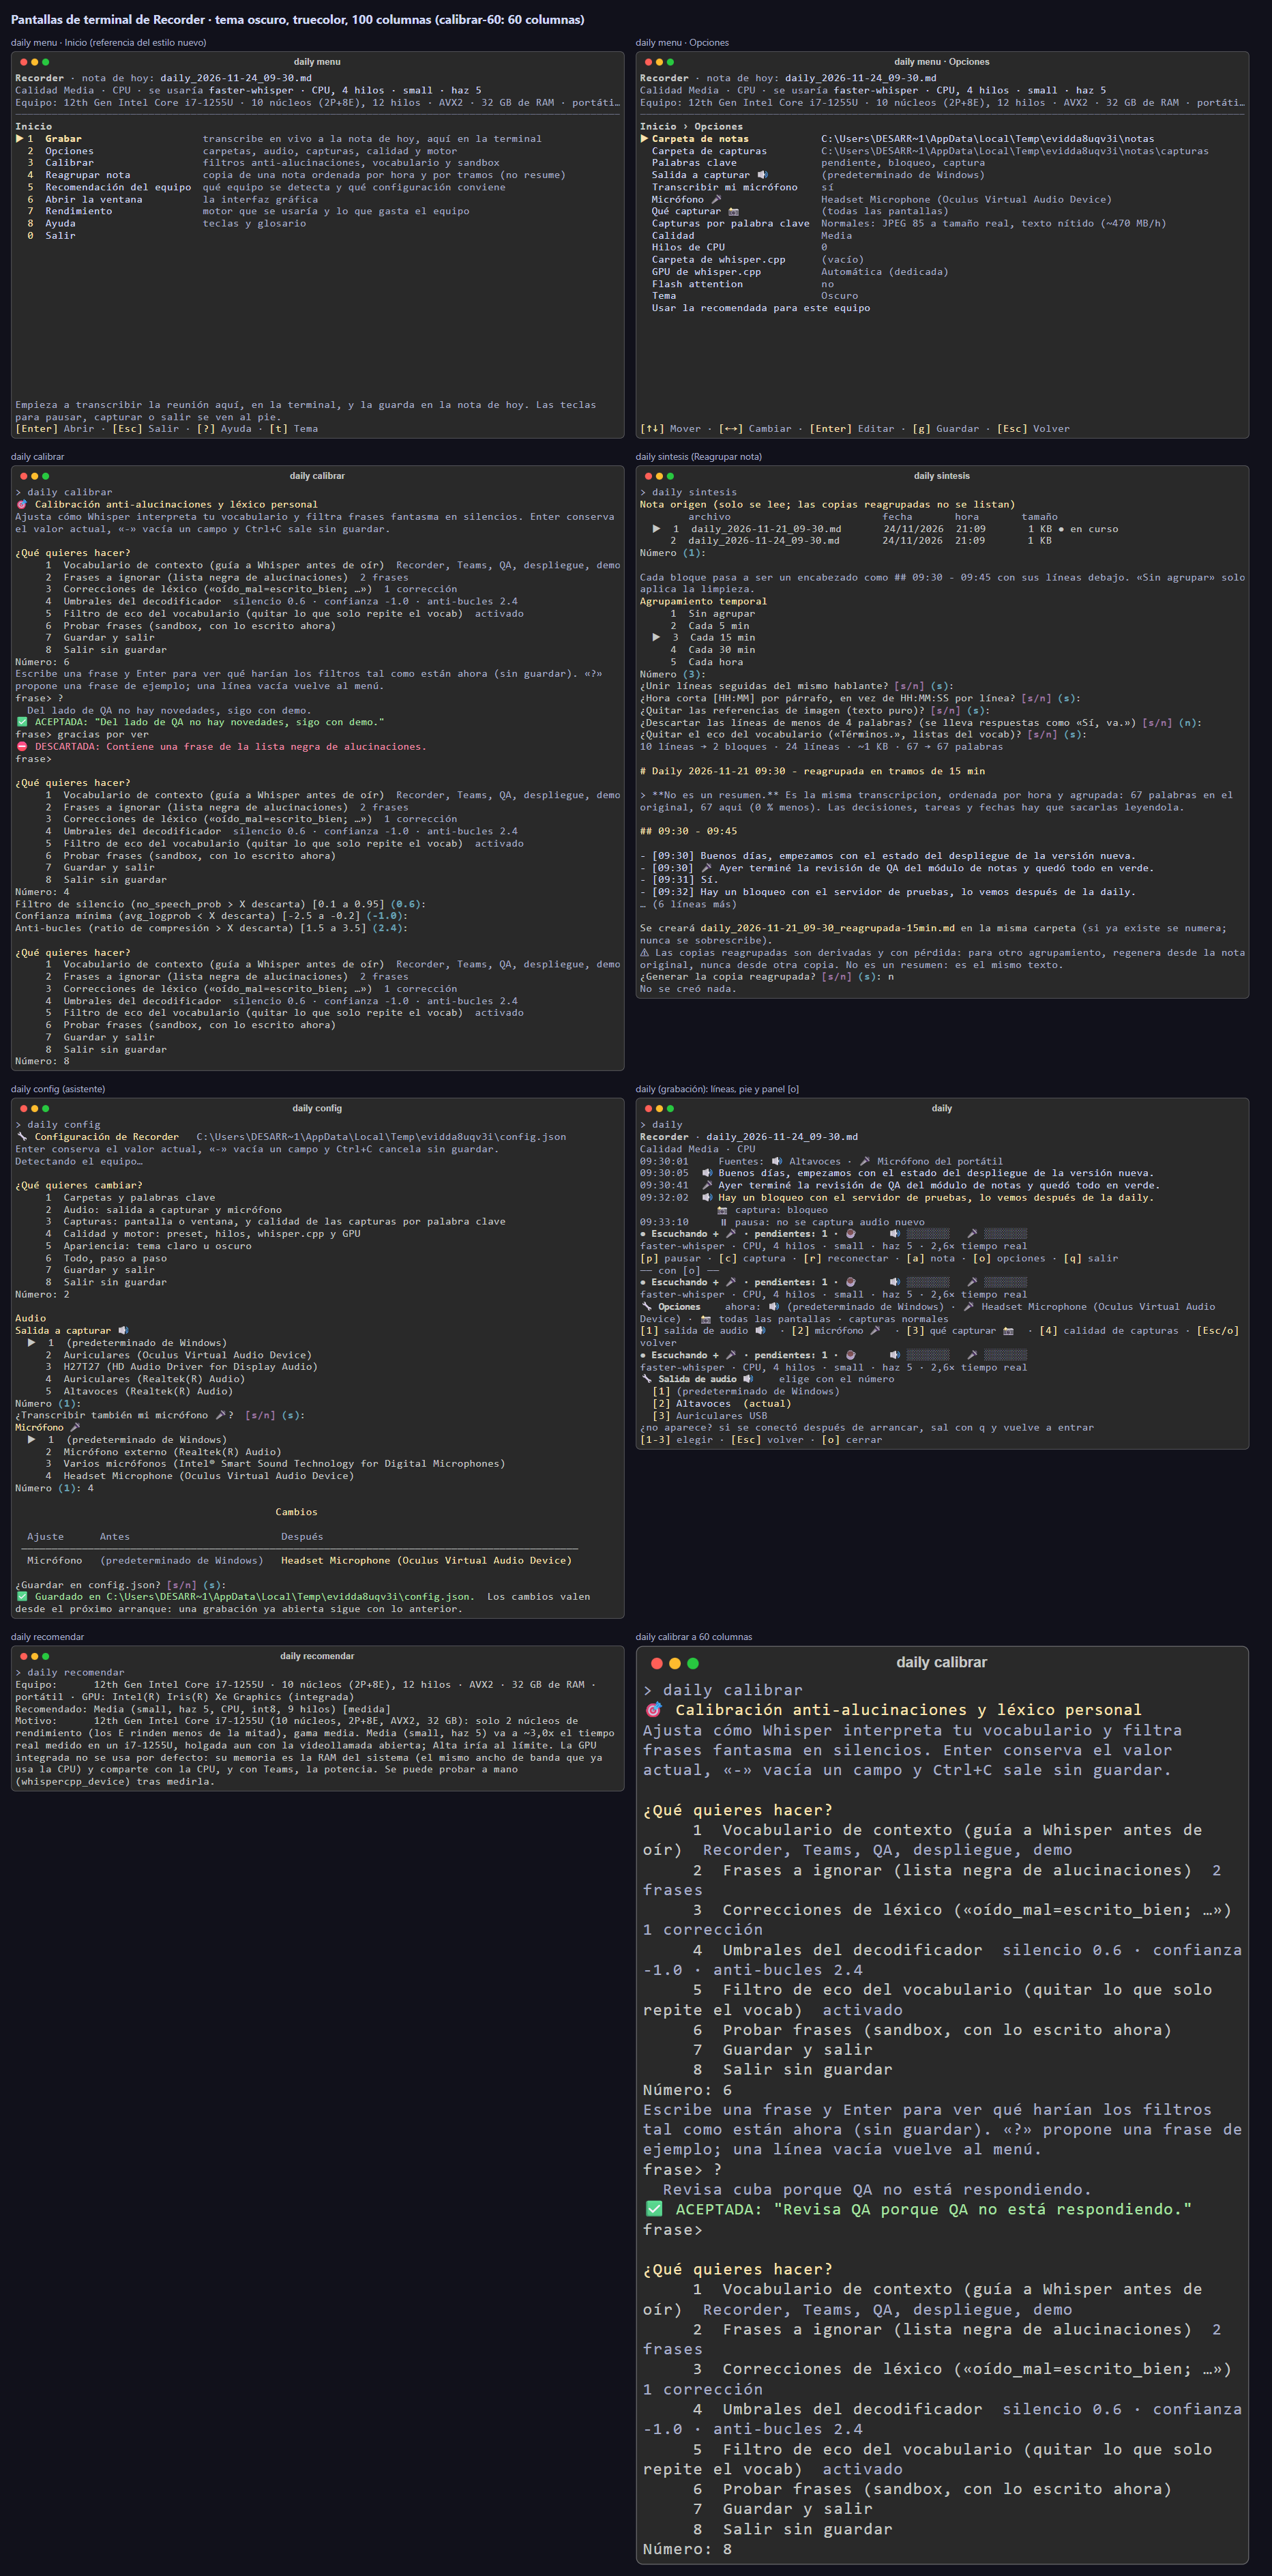 Pantallas de terminal de Recorder · tema oscuro, truecolor, 100 columnas (calibrar-60: 60 columnas)
daily menu · Inicio (referencia del estilo nuevo)
daily menu
Recorder · nota de hoy: daily_2026-11-24_09-30.md
Calidad Media · CPU · se usaría faster-whisper · CPU, 4 hilos · small · haz 5
Equipo: 12th Gen Intel Core i7-1255U · 10 núcleos (2P+8E), 12 hilos · AVX2 · 32 GB de RAM · portáti…
Inicio
▶ 1 Grabar transcribe en vivo a la nota de hoy, aquí en la terminal
2 Opciones carpetas, audio, capturas, calidad y motor
3 Calibrar filtros anti-alucinaciones, vocabulario y sandbox
4 Reagrupar nota copia de una nota ordenada por hora y por tramos (no resume)
5 Recomendación del equipo qué equipo se detecta y qué configuración conviene
6 Abrir la ventana la interfaz gráfica
7 Rendimiento motor que se usaría y lo que gasta el equipo
8 Ayuda teclas y glosario
0 Salir
Empieza a transcribir la reunión aquí, en la terminal, y la guarda en la nota de hoy. Las teclas
para pausar, capturar o salir se ven al pie.
[Enter] Abrir · [Esc] Salir · [?] Ayuda · [t] Tema
daily menu · Opciones
daily menu · Opciones
Recorder · nota de hoy: daily_2026-11-24_09-30.md
Calidad Media · CPU · se usaría faster-whisper · CPU, 4 hilos · small · haz 5
Equipo: 12th Gen Intel Core i7-1255U · 10 núcleos (2P+8E), 12 hilos · AVX2 · 32 GB de RAM · portáti…
Inicio › Opciones
▶ Carpeta de notas C:\Users\DESARR~1\AppData\Local\Temp\evidda8uqv3i\notas
Carpeta de capturas C:\Users\DESARR~1\AppData\Local\Temp\evidda8uqv3i\notas\capturas
Palabras clave pendiente, bloqueo, captura
Salida a capturar 🔊 (predeterminado de Windows)
Transcribir mi micrófono sí
Micrófono 🎤 Headset Microphone (Oculus Virtual Audio Device)
Qué capturar 📷 (todas las pantallas)
Capturas por palabra clave Normales: JPEG 85 a tamaño real, texto nítido (~470 MB/h)
Calidad Media
Hilos de CPU 0
Carpeta de whisper.cpp (vacío)
GPU de whisper.cpp Automática (dedicada)
Flash attention no
Tema Oscuro
Usar la recomendada para este equipo
[↑↓] Mover · [↔] Cambiar · [Enter] Editar · [g] Guardar · [Esc] Volver
daily calibrar
daily calibrar
> daily calibrar
🎯 Calibración anti-alucinaciones y léxico personal
Ajusta cómo Whisper interpreta tu vocabulario y filtra frases fantasma en silencios. Enter conserva
el valor actual, «-» vacía un campo y Ctrl+C sale sin guardar.
¿Qué quieres hacer?
1 Vocabulario de contexto (guía a Whisper antes de oír) Recorder, Teams, QA, despliegue, demo
2 Frases a ignorar (lista negra de alucinaciones) 2 frases
3 Correcciones de léxico («oído_mal=escrito_bien; …») 1 corrección
4 Umbrales del decodificador silencio 0.6 · confianza -1.0 · anti-bucles 2.4
5 Filtro de eco del vocabulario (quitar lo que solo repite el vocab) activado
6 Probar frases (sandbox, con lo escrito ahora)
7 Guardar y salir
8 Salir sin guardar
Número: 6
Escribe una frase y Enter para ver qué harían los filtros tal como están ahora (sin guardar). «?»
propone una frase de ejemplo; una línea vacía vuelve al menú.
frase> ?
Del lado de QA no hay novedades, sigo con demo.
✅ ACEPTADA: "Del lado de QA no hay novedades, sigo con demo."
frase> gracias por ver
⛔ DESCARTADA: Contiene una frase de la lista negra de alucinaciones.
frase>
¿Qué quieres hacer?
1 Vocabulario de contexto (guía a Whisper antes de oír) Recorder, Teams, QA, despliegue, demo
2 Frases a ignorar (lista negra de alucinaciones) 2 frases
3 Correcciones de léxico («oído_mal=escrito_bien; …») 1 corrección
4 Umbrales del decodificador silencio 0.6 · confianza -1.0 · anti-bucles 2.4
5 Filtro de eco del vocabulario (quitar lo que solo repite el vocab) activado
6 Probar frases (sandbox, con lo escrito ahora)
7 Guardar y salir
8 Salir sin guardar
Número: 4
Filtro de silencio (no_speech_prob > X descarta) [0.1 a 0.95] (0.6):
Confianza mínima (avg_logprob < X descarta) [-2.5 a -0.2] (-1.0):
Anti-bucles (ratio de compresión > X descarta) [1.5 a 3.5] (2.4):
¿Qué quieres hacer?
1 Vocabulario de contexto (guía a Whisper antes de oír) Recorder, Teams, QA, despliegue, demo
2 Frases a ignorar (lista negra de alucinaciones) 2 frases
3 Correcciones de léxico («oído_mal=escrito_bien; …») 1 corrección
4 Umbrales del decodificador silencio 0.6 · confianza -1.0 · anti-bucles 2.4
5 Filtro de eco del vocabulario (quitar lo que solo repite el vocab) activado
6 Probar frases (sandbox, con lo escrito ahora)
7 Guardar y salir
8 Salir sin guardar
Número: 8
daily sintesis (Reagrupar nota)
daily sintesis
> daily sintesis
Nota origen (solo se lee; las copias reagrupadas no se listan)
archivo fecha hora tamaño
▶ 1 daily_2026-11-21_09-30.md 24/11/2026 21:09 1 KB ● en curso
2 daily_2026-11-24_09-30.md 24/11/2026 21:09 1 KB
Número (1):
Cada bloque pasa a ser un encabezado como ## 09:30 - 09:45 con sus líneas debajo. «Sin agrupar» solo
aplica la limpieza.
Agrupamiento temporal
1 Sin agrupar
2 Cada 5 min
▶ 3 Cada 15 min
4 Cada 30 min
5 Cada hora
Número (3):
¿Unir líneas seguidas del mismo hablante? [s/n] (s):
¿Hora corta [HH:MM] por párrafo, en vez de HH:MM:SS por línea? [s/n] (s):
¿Quitar las referencias de imagen (texto puro)? [s/n] (s):
¿Descartar las líneas de menos de 4 palabras? (se lleva respuestas como «Sí, va.») [s/n] (n):
¿Quitar el eco del vocabulario («Términos.», listas del vocab)? [s/n] (s):
10 líneas → 2 bloques · 24 líneas · ~1 KB · 67 → 67 palabras
# Daily 2026-11-21 09:30 - reagrupada en tramos de 15 min
> **No es un resumen.** Es la misma transcripcion, ordenada por hora y agrupada: 67 palabras en el
original, 67 aqui (0 % menos). Las decisiones, tareas y fechas hay que sacarlas leyendola.
## 09:30 - 09:45
- [09:30] Buenos días, empezamos con el estado del despliegue de la versión nueva.
- [09:30] 🎤 Ayer terminé la revisión de QA del módulo de notas y quedó todo en verde.
- [09:31] Sí.
- [09:32] Hay un bloqueo con el servidor de pruebas, lo vemos después de la daily.
… (6 líneas más)
Se creará daily_2026-11-21_09-30_reagrupada-15min.md en la misma carpeta (si ya existe se numera;
nunca se sobrescribe).
⚠ Las copias reagrupadas son derivadas y con pérdida: para otro agrupamiento, regenera desde la nota
original, nunca desde otra copia. No es un resumen: es el mismo texto.
¿Generar la copia reagrupada? [s/n] (s): n
No se creó nada.
daily config (asistente)
daily config
> daily config
🔧 Configuración de Recorder C:\Users\DESARR~1\AppData\Local\Temp\evidda8uqv3i\config.json
Enter conserva el valor actual, «-» vacía un campo y Ctrl+C cancela sin guardar.
Detectando el equipo…
¿Qué quieres cambiar?
1 Carpetas y palabras clave
2 Audio: salida a capturar y micrófono
3 Capturas: pantalla o ventana, y calidad de las capturas por palabra clave
4 Calidad y motor: preset, hilos, whisper.cpp y GPU
5 Apariencia: tema claro u oscuro
6 Todo, paso a paso
7 Guardar y salir
8 Salir sin guardar
Número: 2
Audio
Salida a capturar 🔊
▶ 1 (predeterminado de Windows)
2 Auriculares (Oculus Virtual Audio Device)
3 H27T27 (HD Audio Driver for Display Audio)
4 Auriculares (Realtek(R) Audio)
5 Altavoces (Realtek(R) Audio)
Número (1):
¿Transcribir también mi micrófono 🎤? [s/n] (s):
Micrófono 🎤
▶ 1 (predeterminado de Windows)
2 Micrófono externo (Realtek(R) Audio)
3 Varios micrófonos (Intel® Smart Sound Technology for Digital Microphones)
4 Headset Microphone (Oculus Virtual Audio Device)
Número (1): 4
Cambios
Ajuste Antes Después
Micrófono (predeterminado de Windows) Headset Microphone (Oculus Virtual Audio Device)
¿Guardar en config.json? [s/n] (s):
✅ Guardado en C:\Users\DESARR~1\AppData\Local\Temp\evidda8uqv3i\config.json. Los cambios valen
desde el próximo arranque: una grabación ya abierta sigue con lo anterior.
daily (grabación): líneas, pie y panel [o]
daily
> daily
Recorder · daily_2026-11-24_09-30.md
Calidad Media · CPU
09:30:01 Fuentes: 🔊 Altavoces · 🎤 Micrófono del portátil
09:30:05 🔊 Buenos días, empezamos con el estado del despliegue de la versión nueva.
09:30:41 🎤 Ayer terminé la revisión de QA del módulo de notas y quedó todo en verde.
09:32:02 🔊 Hay un bloqueo con el servidor de pruebas, lo vemos después de la daily.
📷 captura: bloqueo
09:33:10 ⏸ pausa: no se captura audio nuevo
● Escuchando + 🎤 · pendientes: 1 · 🔊 ░░░░░░ 🎤 ░░░░░░
faster-whisper · CPU, 4 hilos · small · haz 5 · 2,6× tiempo real
[p] pausar · [c] captura · [r] reconectar · [a] nota · [o] opciones · [q] salir
── con [o] ──
● Escuchando + 🎤 · pendientes: 1 · 🔊 ░░░░░░ 🎤 ░░░░░░
faster-whisper · CPU, 4 hilos · small · haz 5 · 2,6× tiempo real
🔧 Opciones ahora: 🔊 (predeterminado de Windows) · 🎤 Headset Microphone (Oculus Virtual Audio
Device) · 📷 todas las pantallas · capturas normales
[1] salida de audio 🔊 · [2] micrófono 🎤 · [3] qué capturar 📷 · [4] calidad de capturas · [Esc/o]
volver
● Escuchando + 🎤 · pendientes: 1 · 🔊 ░░░░░░ 🎤 ░░░░░░
faster-whisper · CPU, 4 hilos · small · haz 5 · 2,6× tiempo real
🔧 Salida de audio 🔊 elige con el número
[1] (predeterminado de Windows)
[2] Altavoces (actual)
[3] Auriculares USB
¿no aparece? si se conectó después de arrancar, sal con q y vuelve a entrar
[1-3] elegir · [Esc] volver · [o] cerrar
daily recomendar
daily recomendar
> daily recomendar
Equipo: 12th Gen Intel Core i7-1255U · 10 núcleos (2P+8E), 12 hilos · AVX2 · 32 GB de RAM ·
portátil · GPU: Intel(R) Iris(R) Xe Graphics (integrada)
Recomendado: Media (small, haz 5, CPU, int8, 9 hilos) [medida]
Motivo: 12th Gen Intel Core i7-1255U (10 núcleos, 2P+8E, AVX2, 32 GB): solo 2 núcleos de
rendimiento (los E rinden menos de la mitad), gama media. Media (small, haz 5) va a ~3,0x el tiempo
real medido en un i7-1255U, holgada aun con la videollamada abierta; Alta iría al límite. La GPU
integrada no se usa por defecto: su memoria es la RAM del sistema (el mismo ancho de banda que ya
usa la CPU) y comparte con la CPU, y con Teams, la potencia. Se puede probar a mano
(whispercpp_device) tras medirla.
daily calibrar a 60 columnas
daily calibrar
> daily calibrar
🎯 Calibración anti-alucinaciones y léxico personal
Ajusta cómo Whisper interpreta tu vocabulario y filtra
frases fantasma en silencios. Enter conserva el valor
actual, «-» vacía un campo y Ctrl+C sale sin guardar.
¿Qué quieres hacer?
1 Vocabulario de contexto (guía a Whisper antes de
oír) Recorder, Teams, QA, despliegue, demo
2 Frases a ignorar (lista negra de alucinaciones) 2
frases
3 Correcciones de léxico («oído_mal=escrito_bien; …»)
1 corrección
4 Umbrales del decodificador silencio 0.6 · confianza
-1.0 · anti-bucles 2.4
5 Filtro de eco del vocabulario (quitar lo que solo
repite el vocab) activado
6 Probar frases (sandbox, con lo escrito ahora)
7 Guardar y salir
8 Salir sin guardar
Número: 6
Escribe una frase y Enter para ver qué harían los filtros
tal como están ahora (sin guardar). «?» propone una frase de
ejemplo; una línea vacía vuelve al menú.
frase> ?
Revisa cuba porque QA no está respondiendo.
✅ ACEPTADA: "Revisa QA porque QA no está respondiendo."
frase>
¿Qué quieres hacer?
1 Vocabulario de contexto (guía a Whisper antes de
oír) Recorder, Teams, QA, despliegue, demo
2 Frases a ignorar (lista negra de alucinaciones) 2
frases
3 Correcciones de léxico («oído_mal=escrito_bien; …»)
1 corrección
4 Umbrales del decodificador silencio 0.6 · confianza
-1.0 · anti-bucles 2.4
5 Filtro de eco del vocabulario (quitar lo que solo
repite el vocab) activado
6 Probar frases (sandbox, con lo escrito ahora)
7 Guardar y salir
8 Salir sin guardar
Número: 8